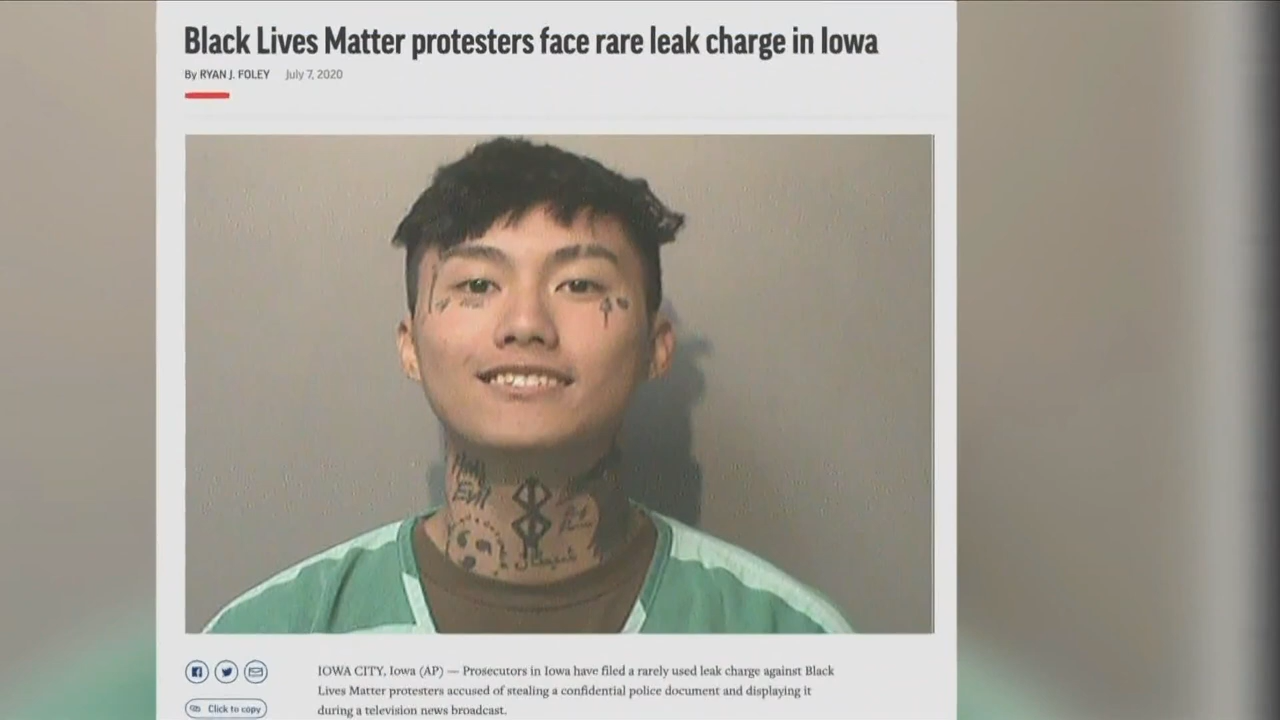 Black Lives Matter protesters face rare leak charge in Iowa
By RYAN J. FOLEY July 7, 2020
EVIL
Click to copy
IOWA CITY, Iowa (AP) — Prosecutors in Iowa have filed a rarely used leak charge against Black
Lives Matter protesters accused of stealing a confidential police document and displaying it
during a television news broadcast.